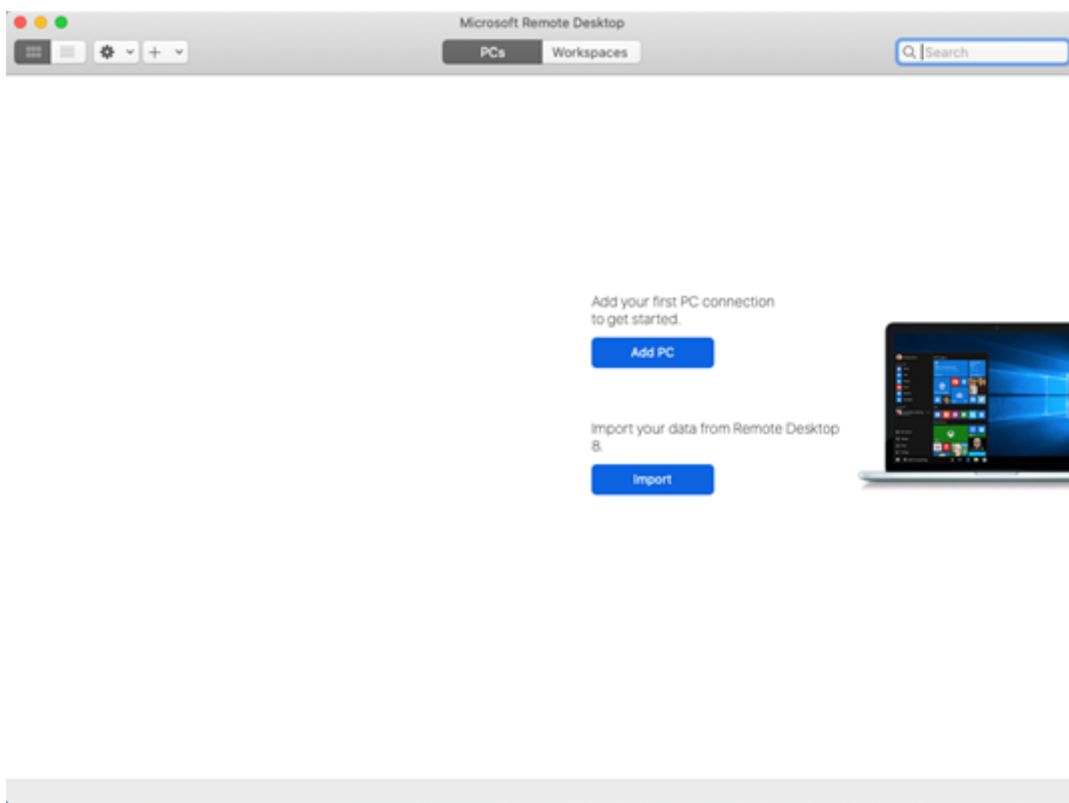 Microsoft Remote Desktop
PCs
Workspaces
Search
Add your first PC connection
to get started.
Add PC
Import your data from Remote Desktop
8.
Import